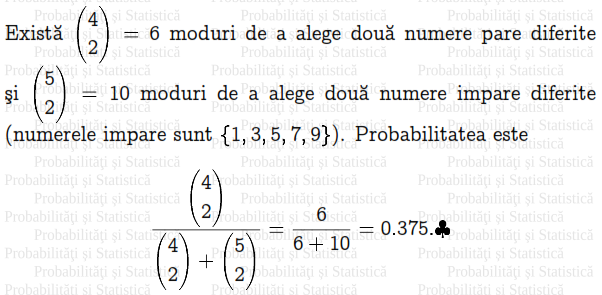 Există (4 2) = 6 moduri de a alege două numere pare diferite
şi (5 2) = 10 moduri de a alege două numere impare diferite
(numerele impare sunt {1, 3, 5, 7, 9}). Probabilitatea este
(4 2) / ((4 2) + (5 2)) = 6 / (6 + 10) = 0.375.♣